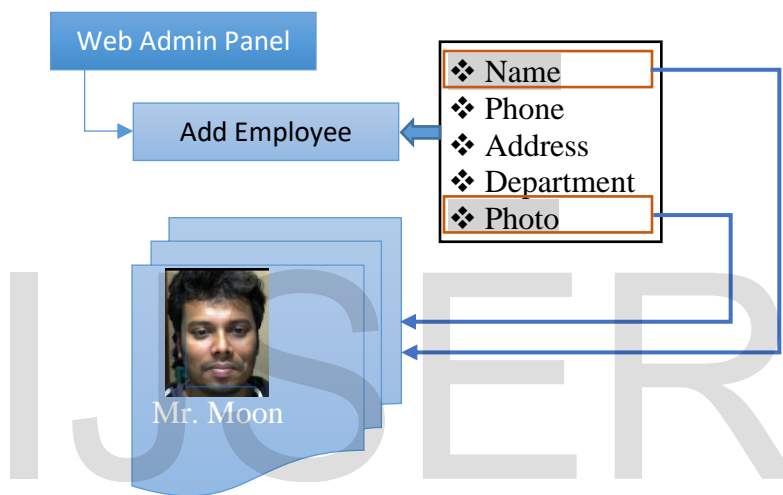 Web Admin Panel
Add Employee
❖ Name
❖ Phone
❖ Address
❖ Department
❖ Photo
Mr. Moon
IJSER